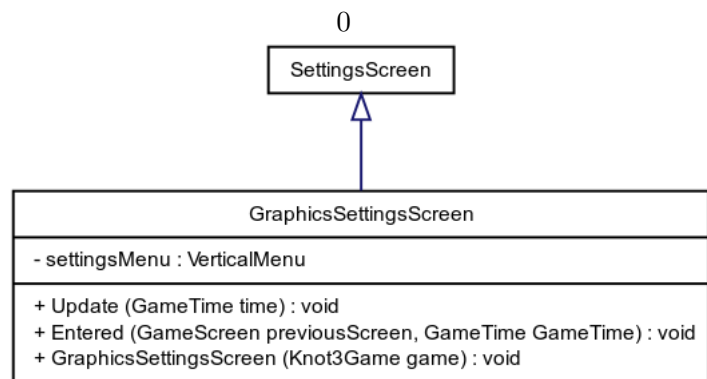 0
SettingsScreen
GraphicsSettingsScreen
- settingsMenu : VerticalMenu
+ Update (GameTime time) : void
+ Entered (GameScreen previousScreen, GameTime GameTime) : void
+ GraphicsSettingsScreen (Knot3Game game) : void